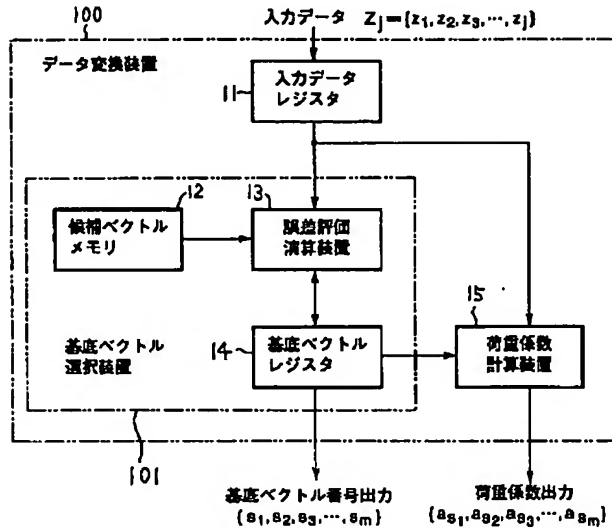 100
入力データ Zj={z1, z2, z3, …, zj}
データ変換装置
11
入力データ
レジスタ
12
候補ベクトル
メモリ
13
誤差評価
演算装置
基底ベクトル
選択装置
14
基底ベクトル
レジスタ
15
荷重係数
計算装置
101
基底ベクトル番号出力
{s1, s2, s3, …, sm}
荷重係数出力
{as1, as2, as3, …, asm}